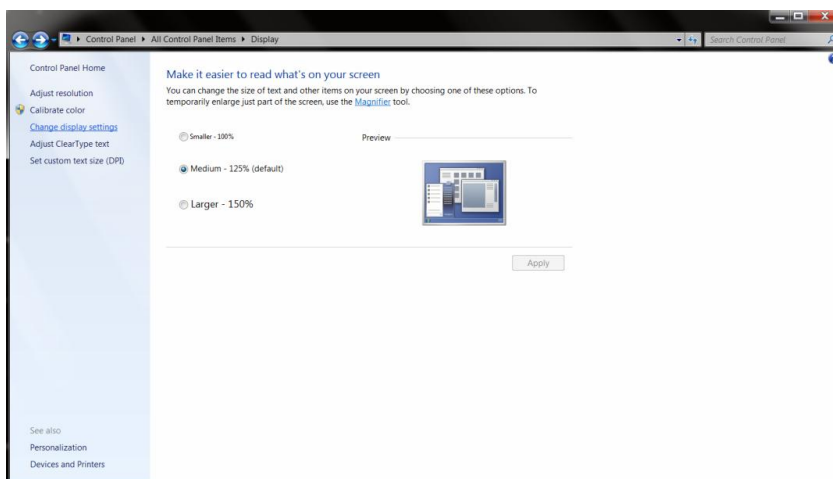 Control Panel ▸ All Control Panel Items ▸ Display
Search Control Panel
Control Panel Home
Adjust resolution
Calibrate color
Change display settings
Adjust ClearType text
Set custom text size (DPI)
Make it easier to read what's on your screen
You can change the size of text and other items on your screen by choosing one of these options. To
temporarily enlarge just part of the screen, use the Magnifier tool.
Smaller - 100%
Preview
Medium - 125% (default)
Larger - 150%
Apply
See also
Personalization
Devices and Printers